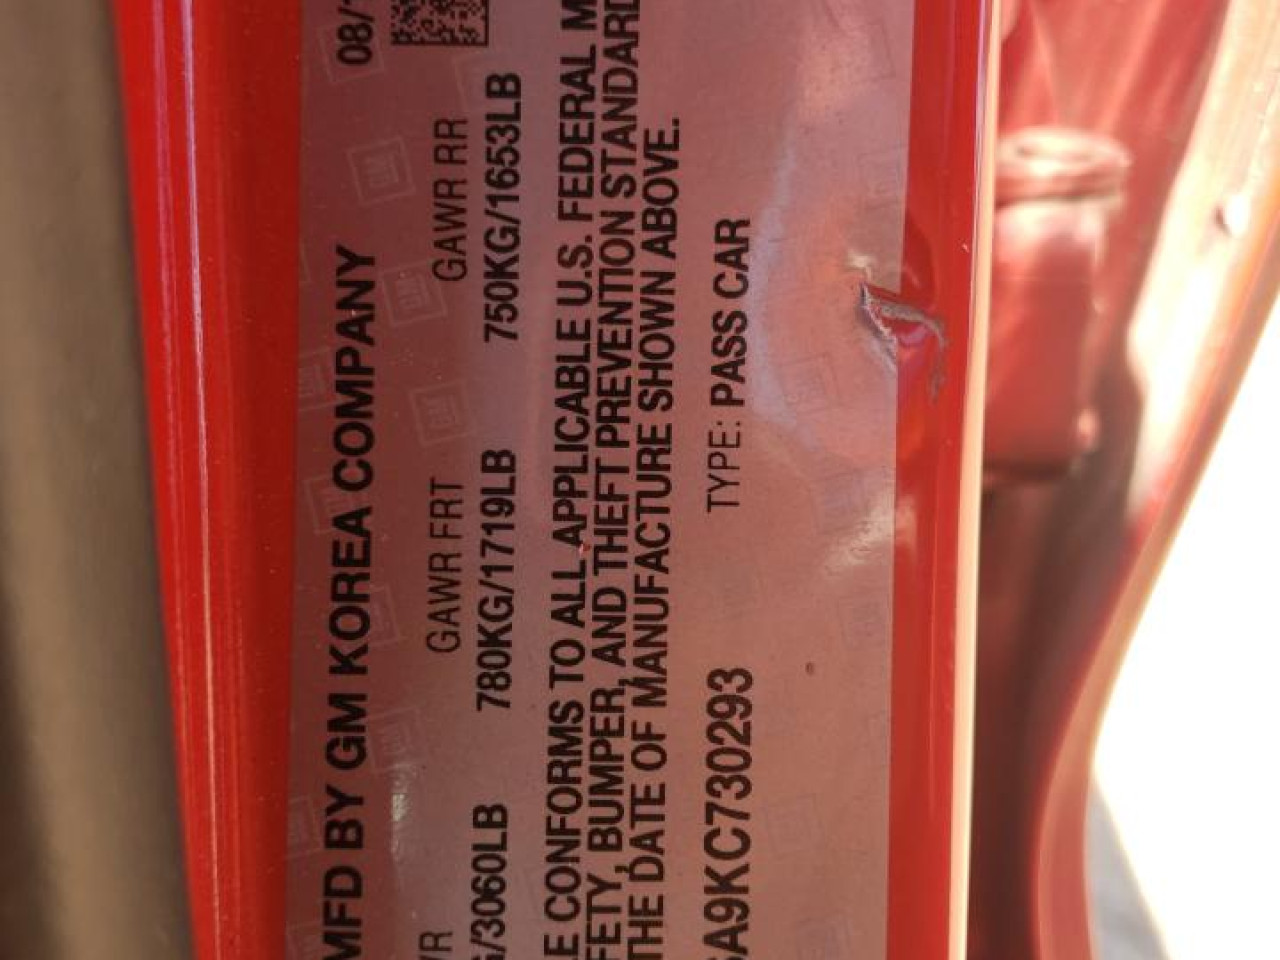 MFD BY GM KOREA COMPANY 08/
GAWR FRT GAWR RR
/3060LB 780KG/1719LB 750KG/1653LB
CONFORMS TO ALL APPLICABLE U.S. FEDERAL M
FETY, BUMPER, AND THEFT PREVENTION STANDARD
THE DATE OF MANUFACTURE SHOWN ABOVE.
A9KC730293 TYPE: PASS CAR